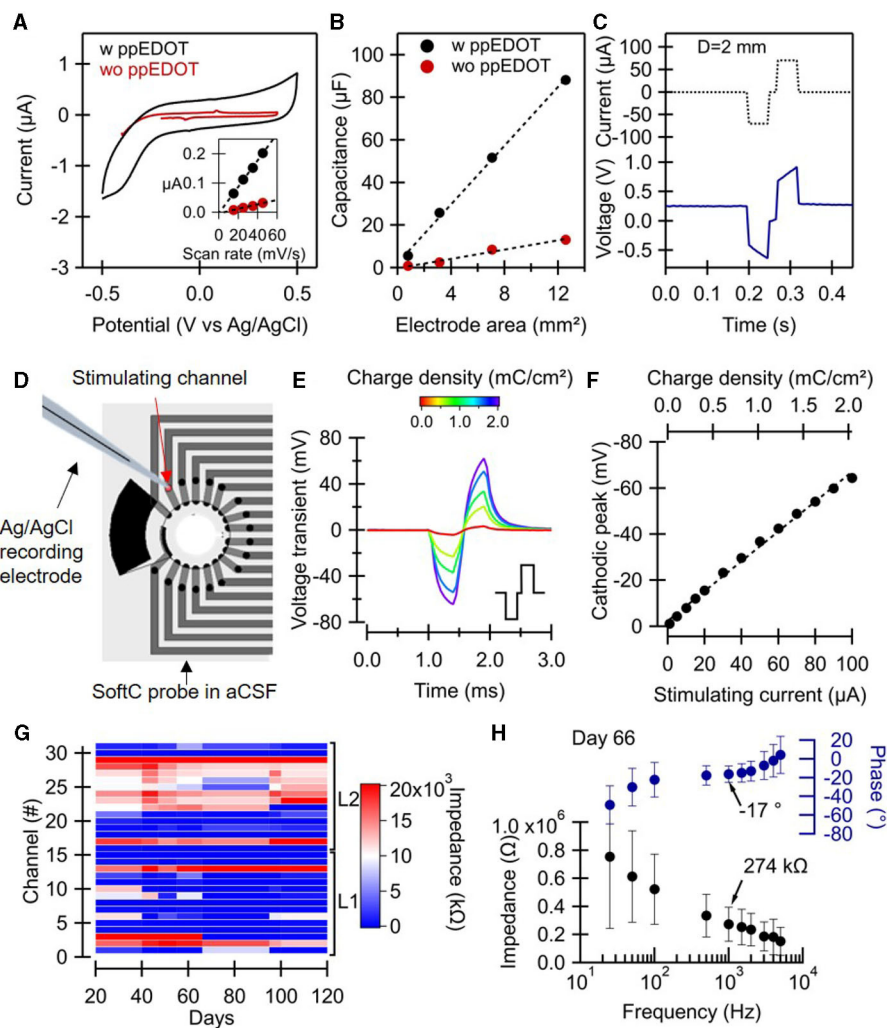 A
w ppEDOT
wo ppEDOT
1
0
-1
-2
-3
Current (µA)
-0.5
0.0
0.5
Potential (V vs Ag/AgCl)
0.2
0.1
0.0
µA
0 20 40 60
Scan rate (mV/s)
B
w ppEDOT
wo ppEDOT
100
80
60
40
20
0
Capacitance (µF)
0
4
8
12
Electrode area (mm²)
C
D=2 mm
100
50
0
-50
-100
Current (µA)
1.0
0.5
0.0
-0.5
Voltage (V)
0.0 0.1 0.2 0.3 0.4
Time (s)
D
Stimulating channel
Ag/AgCl
recording
electrode
SoftC probe in aCSF
E
Charge density (mC/cm²)
0.0 1.0 2.0
80
40
0
-40
-80
Voltage transient (mV)
0.0 1.0 2.0 3.0
Time (ms)
F
Charge density (mC/cm²)
0.0 0.5 1.0 1.5 2.0
-80
-60
-40
-20
0
Cathodic peak (mV)
0 20 40 60 80 100
Stimulating current (µA)
G
30
25
20
15
10
5
0
Channel (#)
20 40 60 80 100 120
Days
L2
L1
20x10³
15
10
5
0
Impedance (kΩ)
H
Day 66
20
0
-20
-40
-60
-80
Phase (°)
-17 °
1.0 x10⁶
0.8
0.6
0.4
0.2
0.0
Impedance (Ω)
274 kΩ
10¹ 10² 10³ 10⁴
Frequency (Hz)